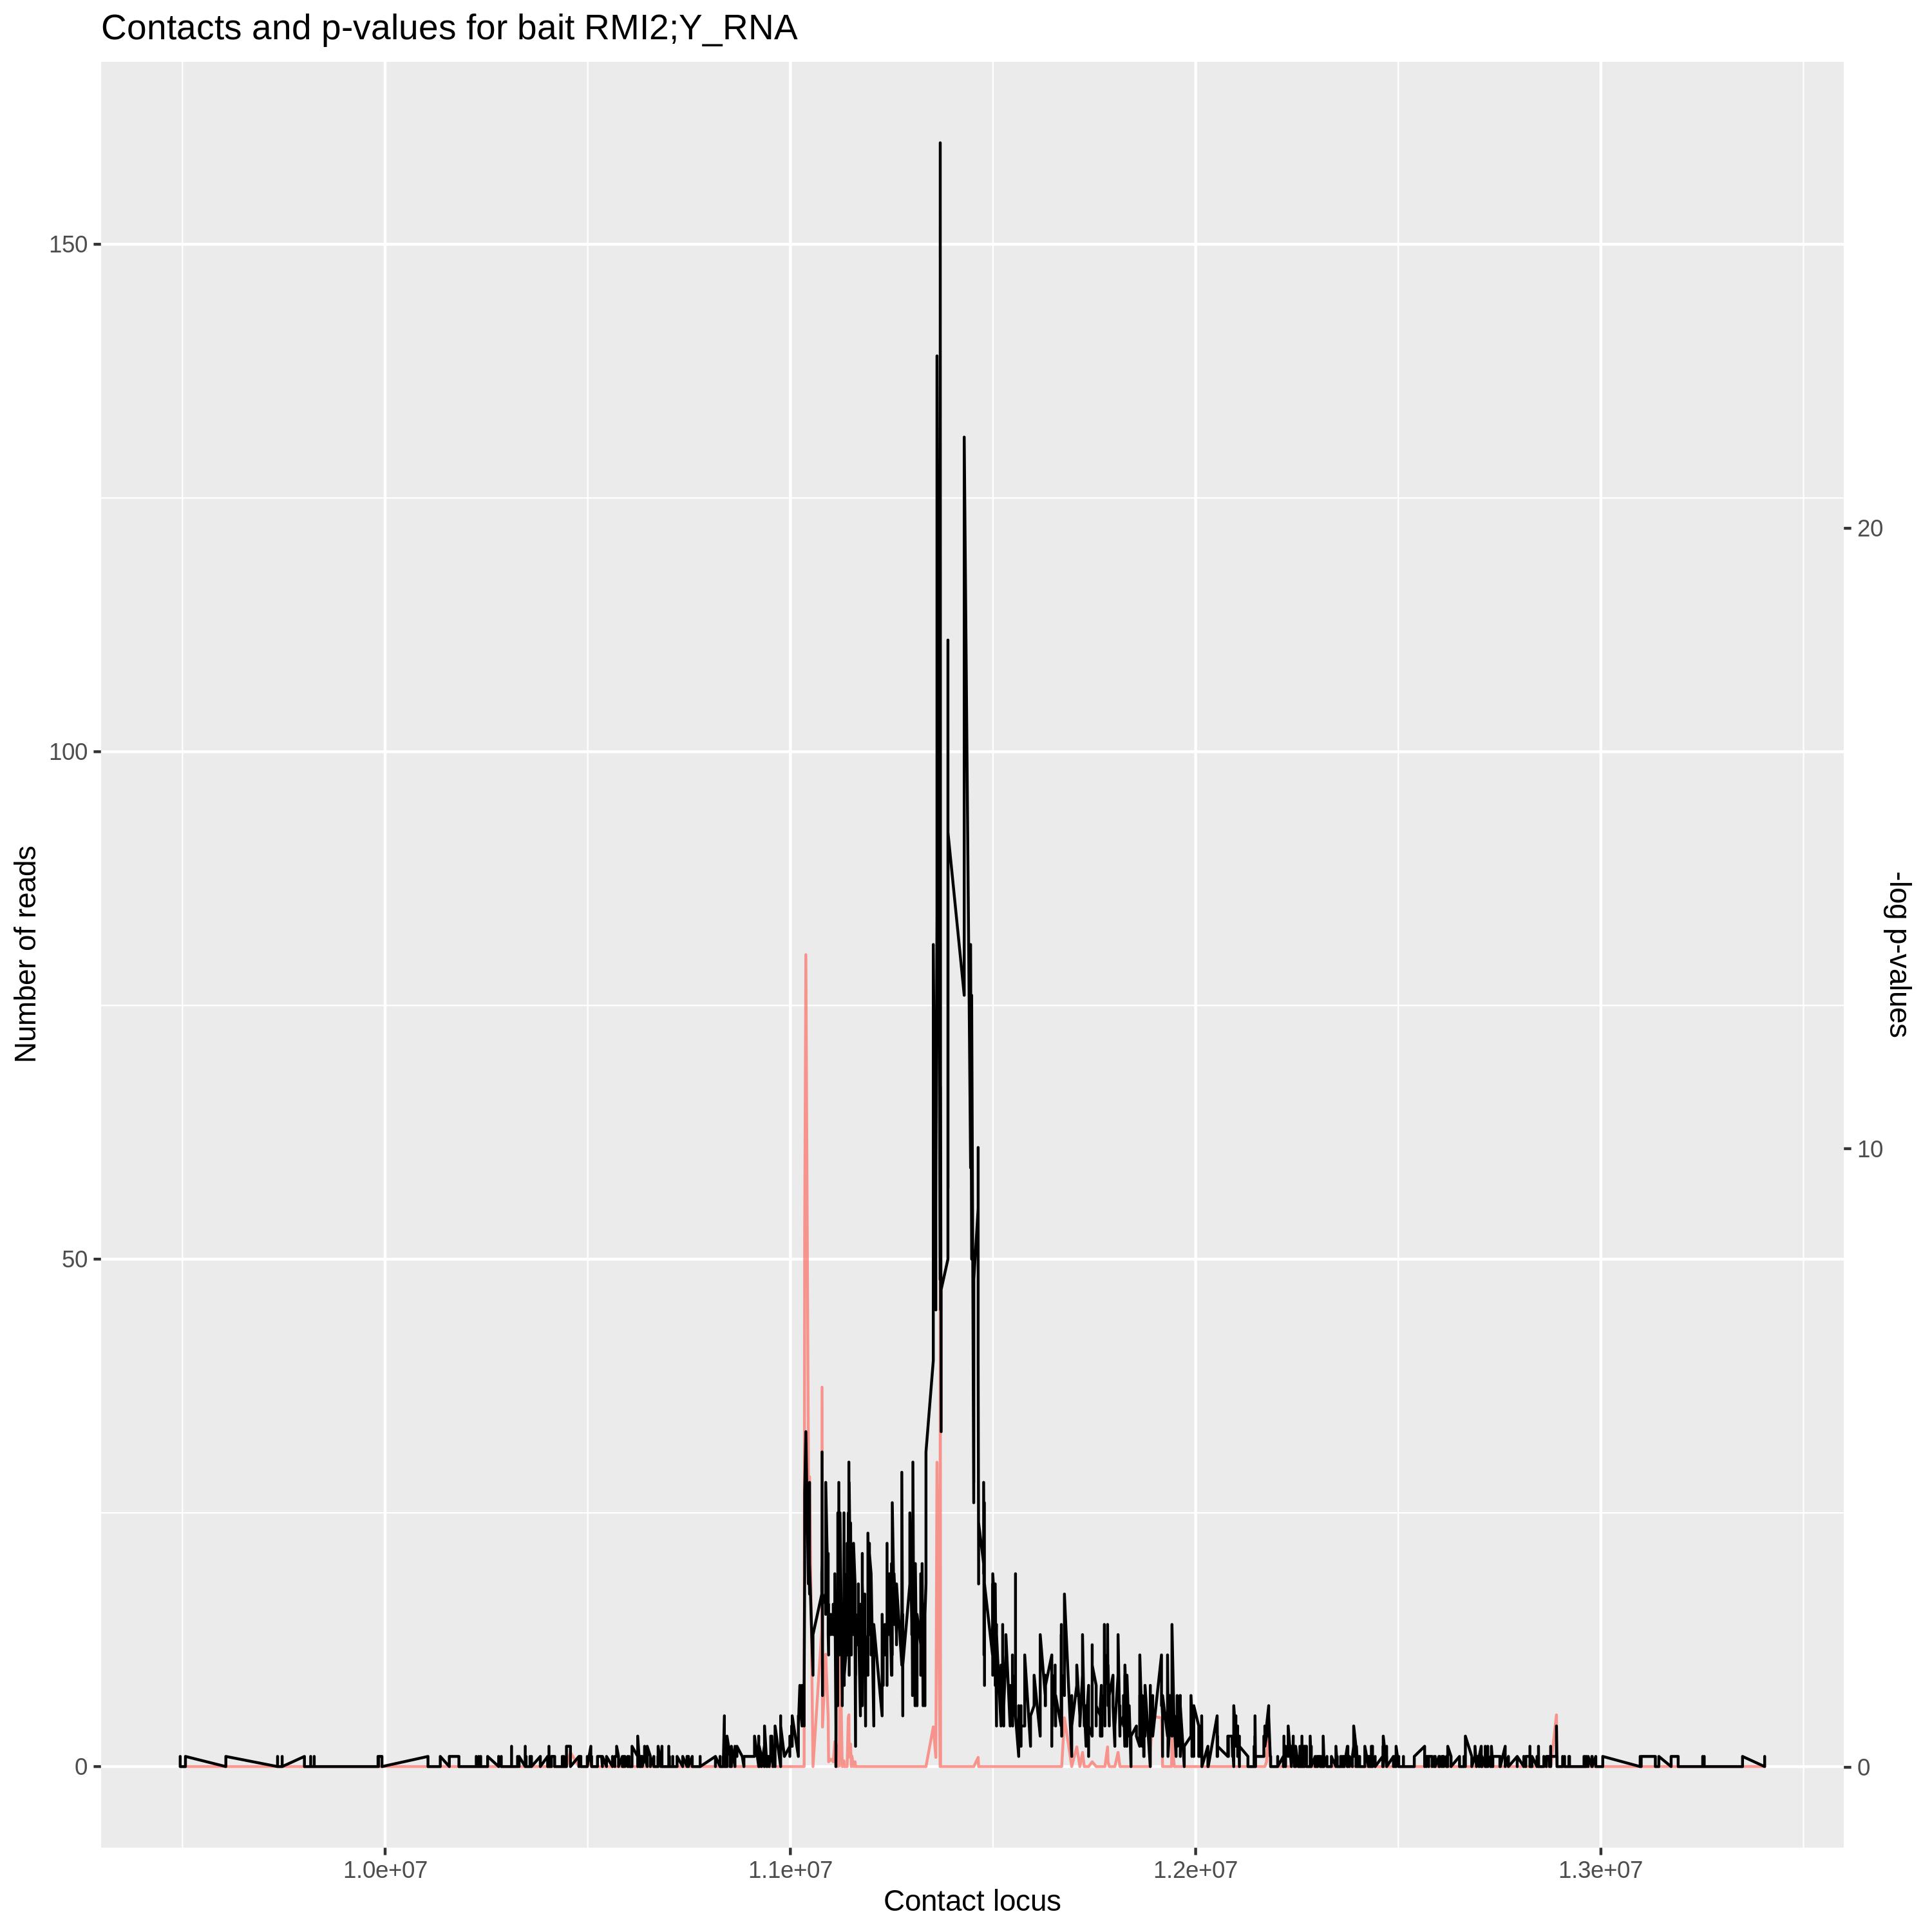 Contacts and p-values for bait RMI2;Y_RNA
150
100
50
0
Number of reads
20
10
0
-log p-values
1.0e+07
1.1e+07
1.2e+07
1.3e+07
Contact locus